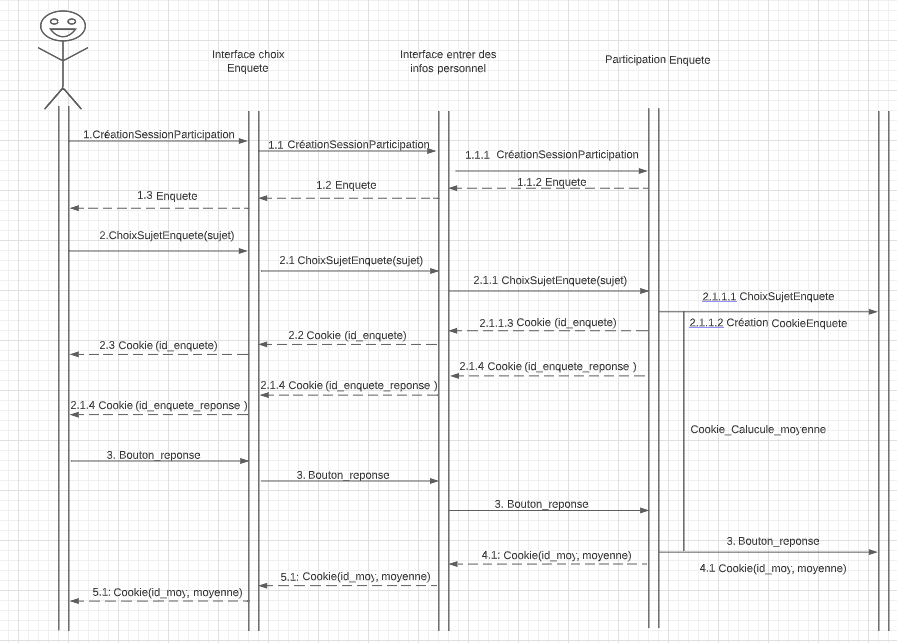 Interface choix
Enquete
Interface entrer des
infos personnel
Participation Enquete
1.CréationSessionParticipation
1.1 CréationSessionParticipation
1.1.1 CréationSessionParticipation
1.1.2 Enquete
1.2 Enquete
1.3 Enquete
2.ChoixSujetEnquete(sujet)
2.1 ChoixSujetEnquete(sujet)
2.1.1 ChoixSujetEnquete(sujet)
2.1.1.1 ChoixSujetEnquete
2.1.1.2 Création CookieEnquete
2.1.1.3 Cookie (id_enquete)
2.2 Cookie (id_enquete)
2.3 Cookie (id_enquete)
2.1.4 Cookie (id_enquete_reponse )
2.1.4 Cookie (id_enquete_reponse )
2.1.4 Cookie (id_enquete_reponse )
Cookie_Calucule_moyenne
3. Bouton_reponse
3. Bouton_reponse
3. Bouton_reponse
3. Bouton_reponse
4.1: Cookie(id_moy, moyenne)
4.1 Cookie(id_moy, moyenne)
5.1: Cookie(id_moy, moyenne)
5.1: Cookie(id_moy, moyenne)